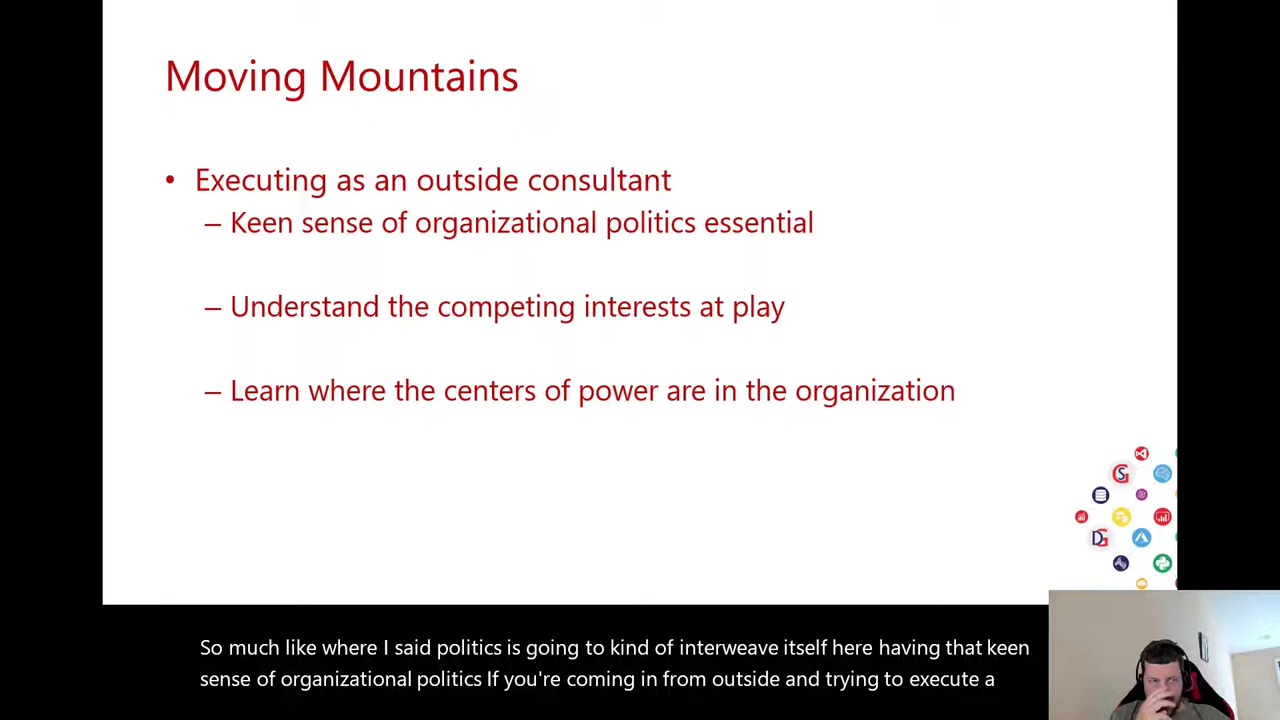 Moving Mountains
• Executing as an outside consultant
– Keen sense of organizational politics essential
– Understand the competing interests at play
– Learn where the centers of power are in the organization
G
S
DG
So much like where I said politics is going to kind of interweave itself here having that keen
sense of organizational politics If you're coming in from outside and trying to execute a